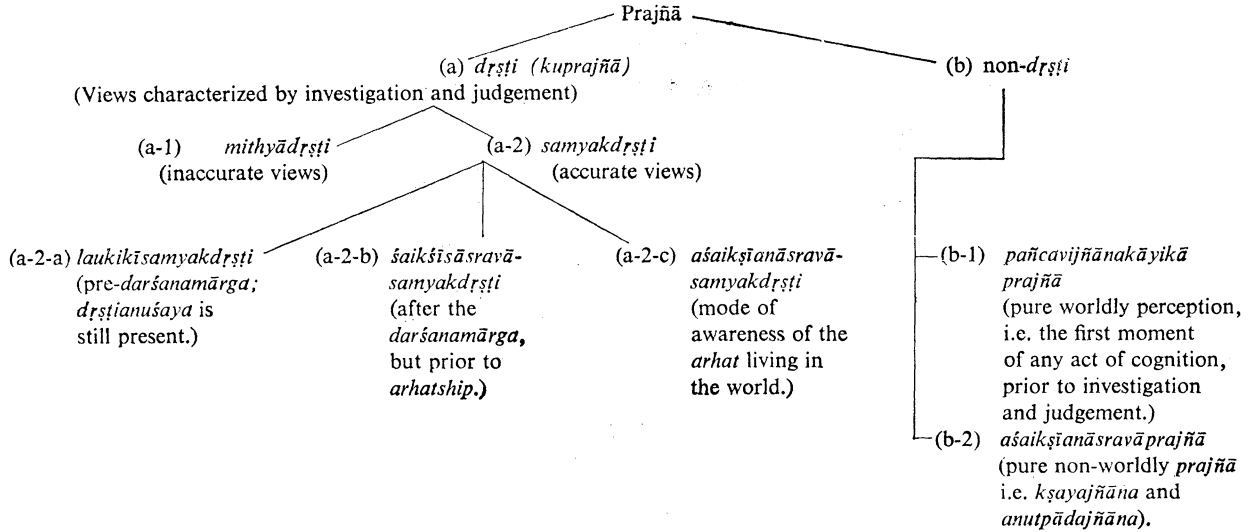 Prajñā
(a) dṛṣṭi (kuprajñā)
(Views characterized by investigation and judgement)
(b) non-dṛṣṭi
(a-1) mithyādṛṣṭi
(inaccurate views)
(a-2) samyakdṛṣṭi
(accurate views)
(a-2-a) laukikīsamyakdṛṣṭi
(pre-darśanamārga;
dṛṣṭianuśaya is
still present.)
(a-2-b) śaikśīsāsravā-
samyakdṛṣṭi
(after the
darśanamārga,
but prior to
arhatship.)
(a-2-c) aśaikṣīanāsravā-
samyakdṛṣṭi
(mode of
awareness of the
arhat living in
the world.)
(b-1) pañcavijñānakāyikā
prajñā
(pure worldly perception,
i.e. the first moment
of any act of cognition,
prior to investigation
and judgement.)
(b-2) aśaikṣīanāsravāprajñā
(pure non-worldly prajñā
i.e. kṣayajñāna and
anutpādajñāna).